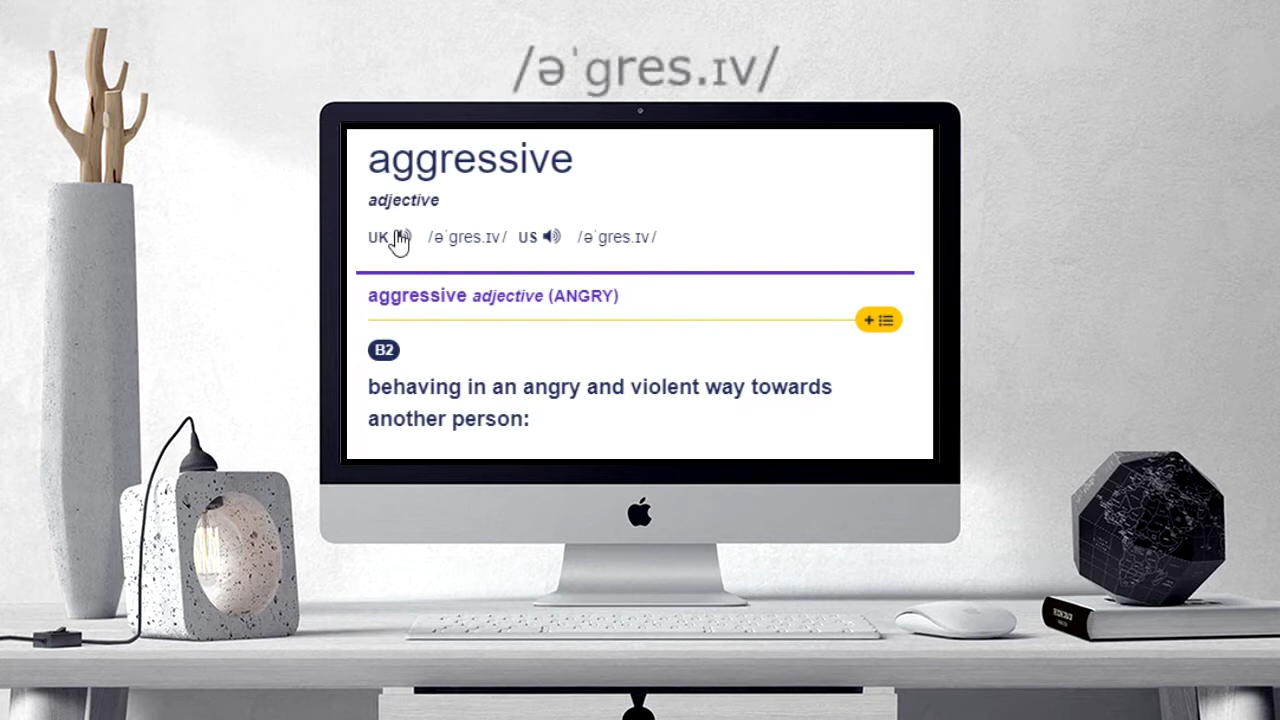 /əˈgres.ɪv/
aggressive
adjective
UK /əˈgres.ɪv/ US /əˈgres.ɪv/
aggressive adjective (ANGRY)
+
B2
behaving in an angry and violent way towards
another person: